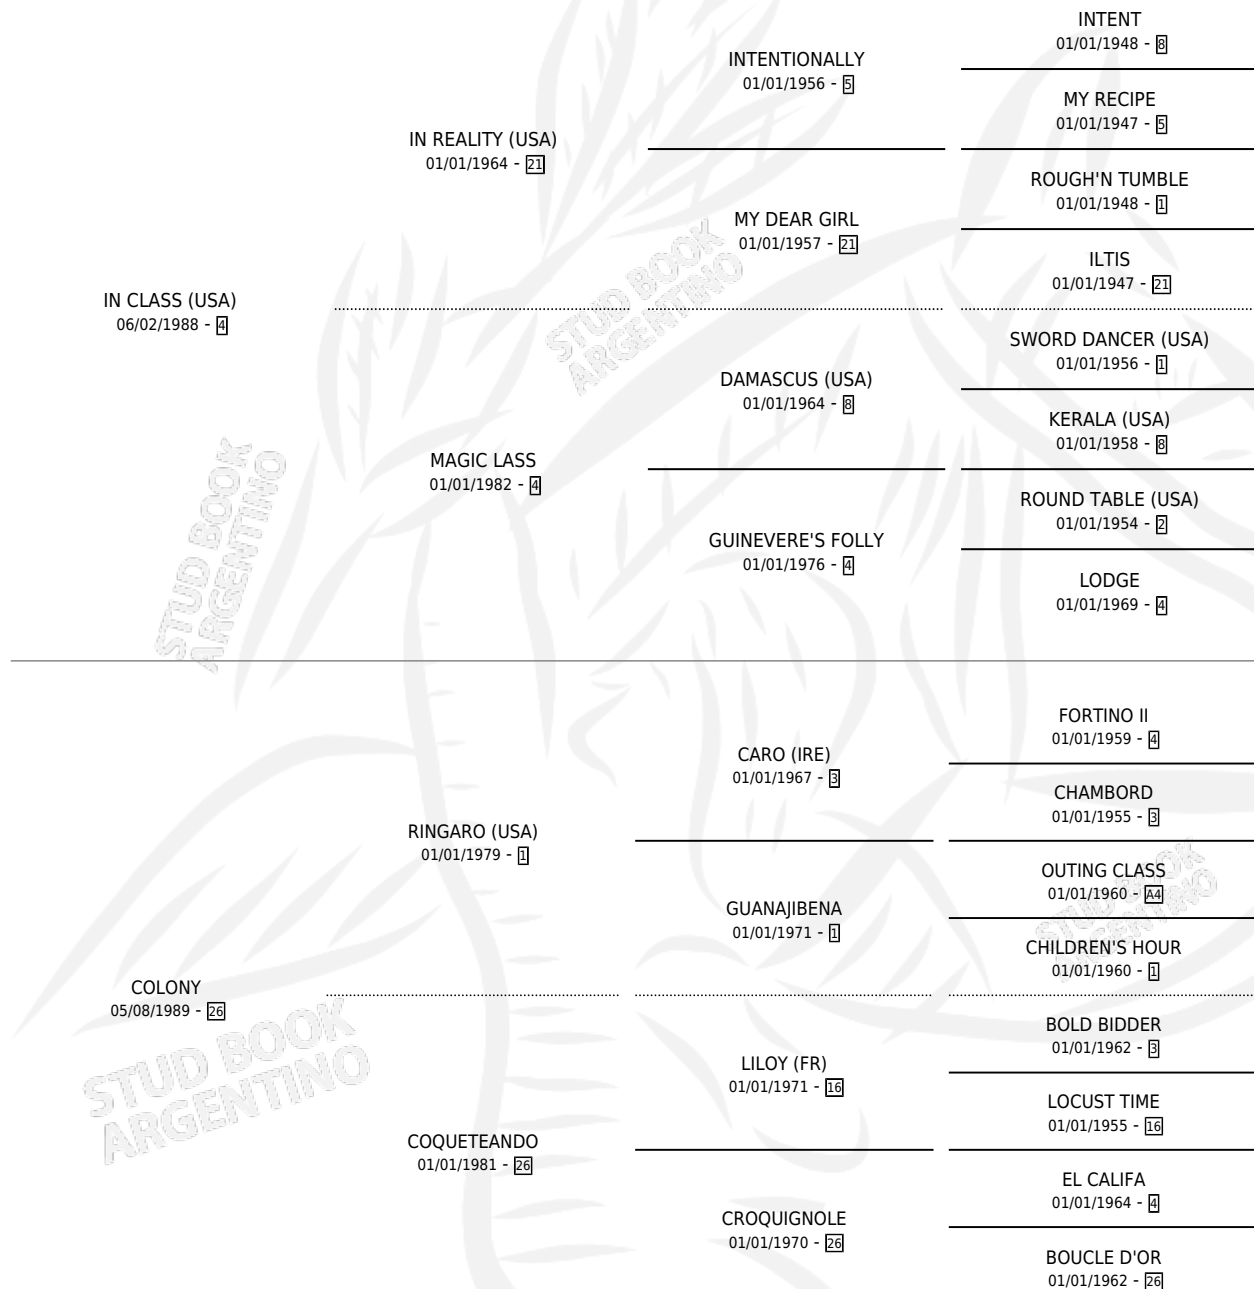 INTENT
01/01/1948 - 8
INTENTIONALLY
01/01/1956 - 5
MY RECIPE
01/01/1947 - 5
IN REALITY (USA)
01/01/1964 - 21
ROUGH'N TUMBLE
01/01/1948 - 1
MY DEAR GIRL
01/01/1957 - 21
ILTIS
01/01/1947 - 21
IN CLASS (USA)
06/02/1988 - 4
STUD BOOK
ARGENTINO
SWORD DANCER (USA)
01/01/1956 - 1
DAMASCUS (USA)
01/01/1964 - 8
KERALA (USA)
01/01/1958 - 8
MAGIC LASS
01/01/1982 - 4
ROUND TABLE (USA)
01/01/1954 - 2
GUINEVERE'S FOLLY
01/01/1976 - 4
LODGE
01/01/1969 - 4
STUD BOOK
ARGENTINO
FORTINO II
01/01/1959 - 4
CARO (IRE)
01/01/1967 - 3
CHAMBORD
01/01/1955 - 3
RINGARO (USA)
01/01/1979 - 1
OUTING CLASS
01/01/1960 - A4
GUANAJIBENA
01/01/1971 - 1
CHILDREN'S HOUR
01/01/1960 - 1
STUD BOOK
ARGENTINO
COLONY
05/08/1989 - 26
BOLD BIDDER
01/01/1962 - 3
LILOY (FR)
01/01/1971 - 16
LOCUST TIME
01/01/1955 - 16
STUD BOOK
ARGENTINO
COQUETEANDO
01/01/1981 - 26
EL CALIFA
01/01/1964 - 4
CROQUIGNOLE
01/01/1970 - 26
BOUCLE D'OR
01/01/1962 - 26